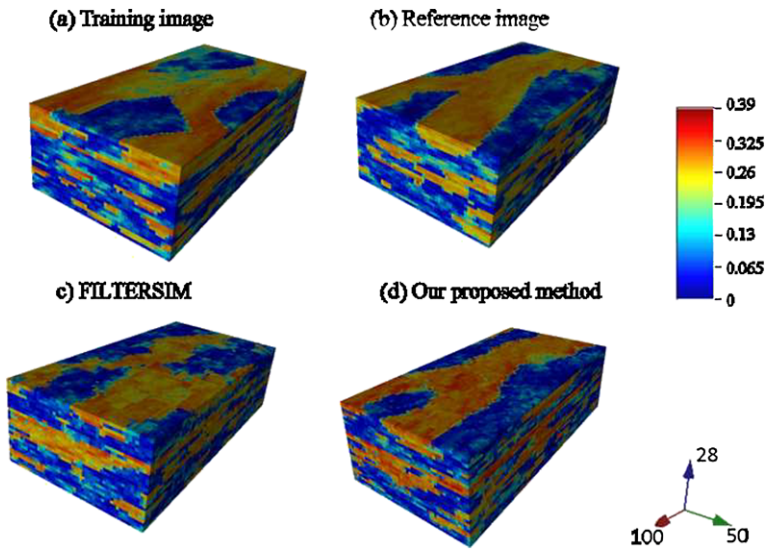 (a) Training image
(b) Reference image
0.39
0.325
0.26
0.195
0.13
0.065
0
c) FILTERSIM
(d) Our proposed method
28
100
50